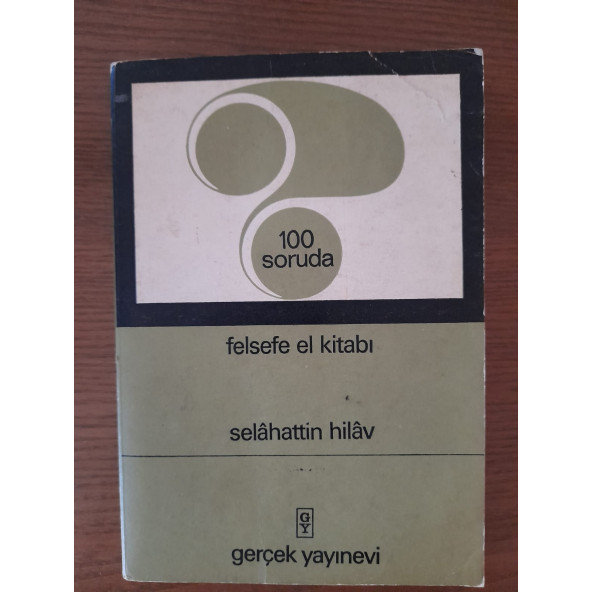 100
soruda
felsefe el kitabı
selâhattin hilâv
GY
gerçek yayınevi